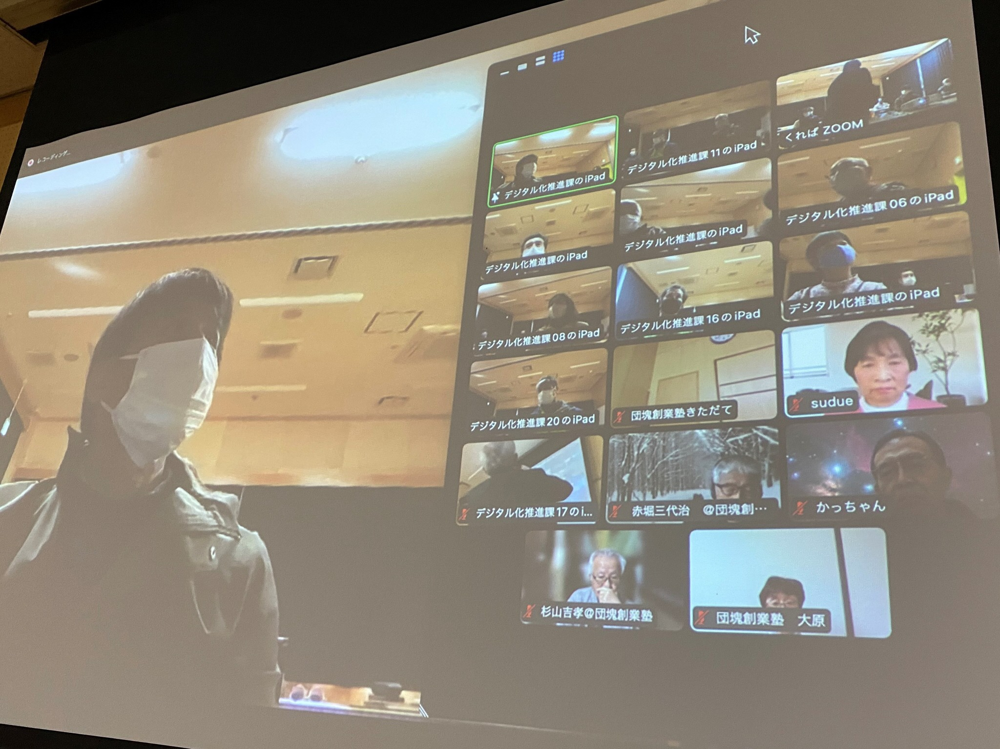 レコーディング...
デジタル化推進課のiPad
デジタル化推進課11のiPad
くれば ZOOM
デジタル化推進課のiPad
デジタル化推進課のiPad
デジタル化推進課06のiPad
デジタル化推進課08のiPad
デジタル化推進課16のiPad
デジタル化推進課のiPad
デジタル化推進課20のiPad
団塊創業塾きただて
sudue
デジタル化推進課17のi...
赤堀三代治 @団塊創…
かっちゃん
杉山吉孝@団塊創業塾
団塊創業塾 大原